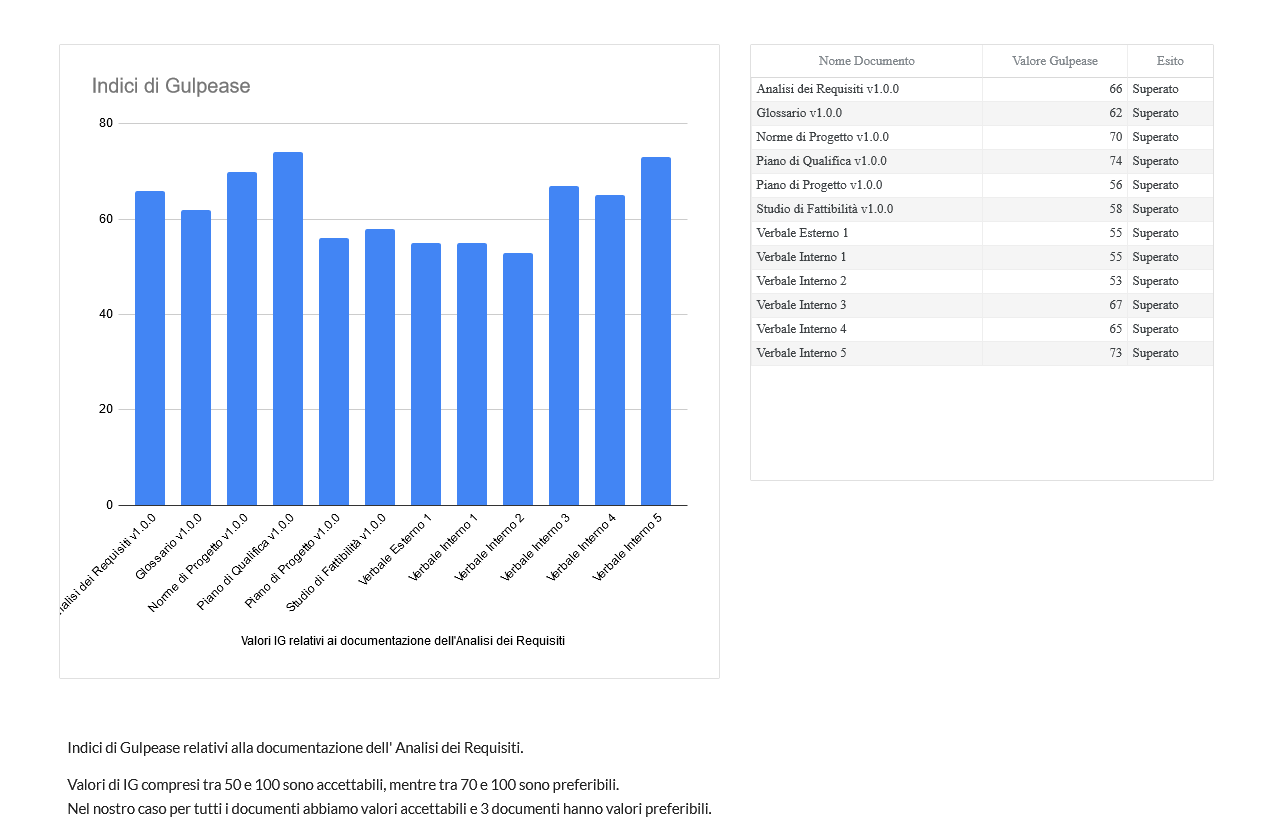 Indici di Gulpease
80
60
40
20
0
nalisi dei Requisiti v1.0.0
Glossario v1.0.0
Norme di Progetto v1.0.0
Piano di Qualifica v1.0.0
Piano di Progetto v1.0.0
Studio di Fattibilità v1.0.0
Verbale Esterno 1
Verbale Interno 1
Verbale Interno 2
Verbale Interno 3
Verbale Interno 4
Verbale Interno 5
Valori IG relativi ai documentazione dell'Analisi dei Requisiti
Nome Documento Valore Gulpease Esito
Analisi dei Requisiti v1.0.0 66 Superato
Glossario v1.0.0 62 Superato
Norme di Progetto v1.0.0 70 Superato
Piano di Qualifica v1.0.0 74 Superato
Piano di Progetto v1.0.0 56 Superato
Studio di Fattibilità v1.0.0 58 Superato
Verbale Esterno 1 55 Superato
Verbale Interno 1 55 Superato
Verbale Interno 2 53 Superato
Verbale Interno 3 67 Superato
Verbale Interno 4 65 Superato
Verbale Interno 5 73 Superato
Indici di Gulpease relativi alla documentazione dell' Analisi dei Requisiti.
Valori di IG compresi tra 50 e 100 sono accettabili, mentre tra 70 e 100 sono preferibili.
Nel nostro caso per tutti i documenti abbiamo valori accettabili e 3 documenti hanno valori preferibili.